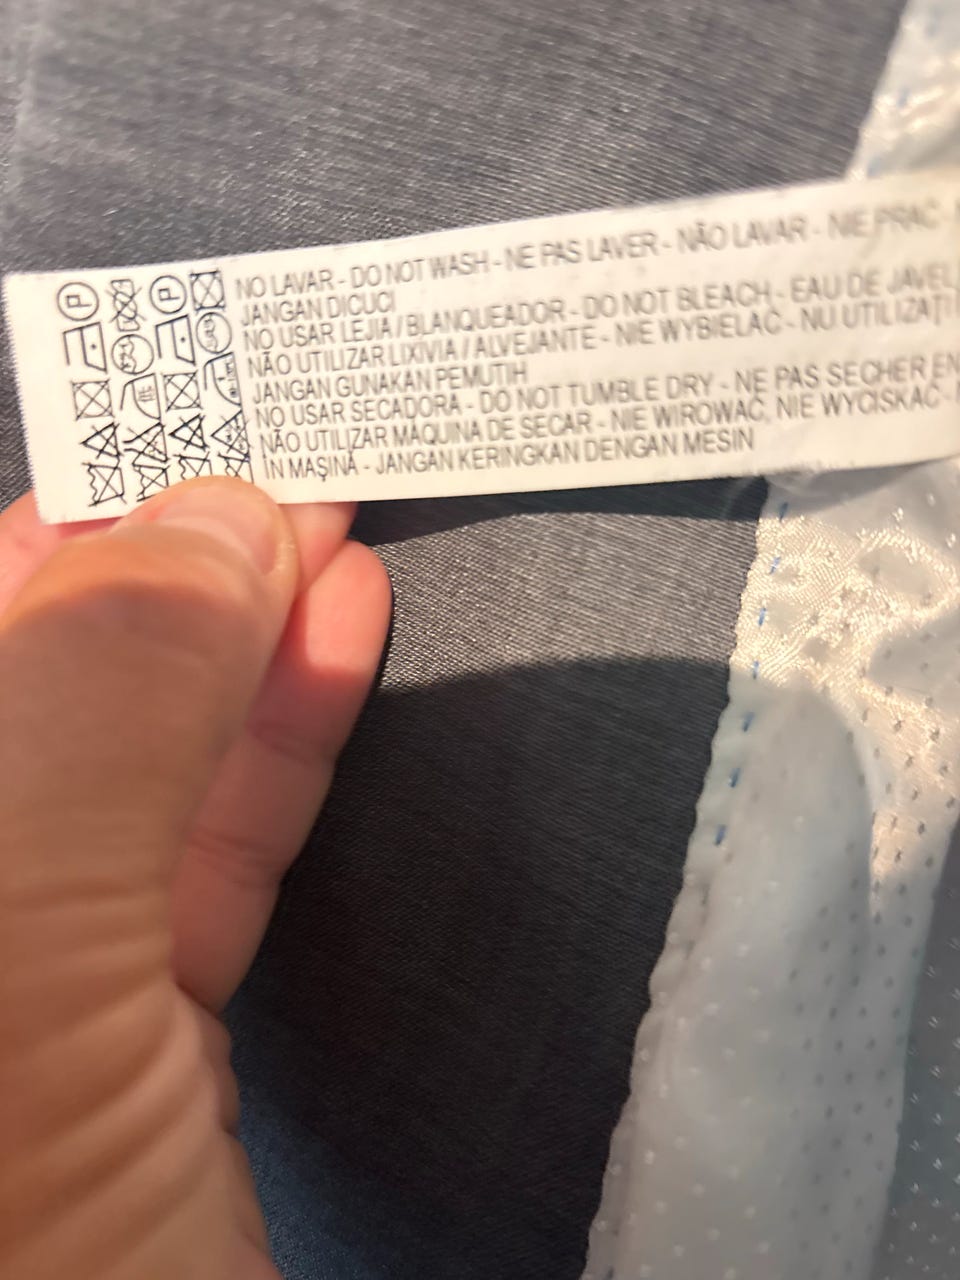 NO LAVAR - DO NOT WASH - NE PAS LAVER - NÃO LAVAR - NIE PRAĆ -
JANGAN DICUCI
NO USAR LEJIA / BLANQUEADOR - DO NOT BLEACH - EAU DE JAVEL
NÃO UTILIZAR LIXIVIA / ALVEJANTE - NIE WYBIELAC - NU UTILIZAȚI
JANGAN GUNAKAN PEMUTIH
NO USAR SECADORA - DO NOT TUMBLE DRY - NE PAS SECHER EN
NÃO UTILIZAR MÁQUINA DE SECAR - NIE WIROWAĆ, NIE WYCISKAĆ -
ÎN MAŞINĂ - JANGAN KERINGKAN DENGAN MESIN